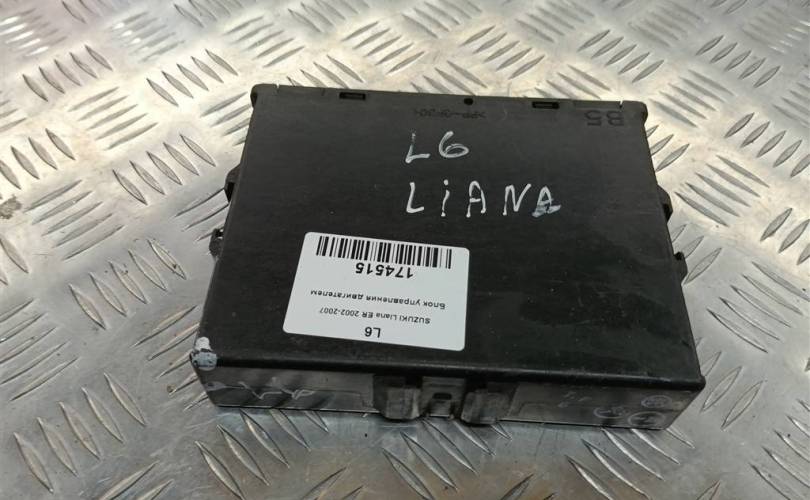 B5
L6
LiANA
L6
SUZUKI Liana ER 2002-2007
Блок управления двигателем
174515